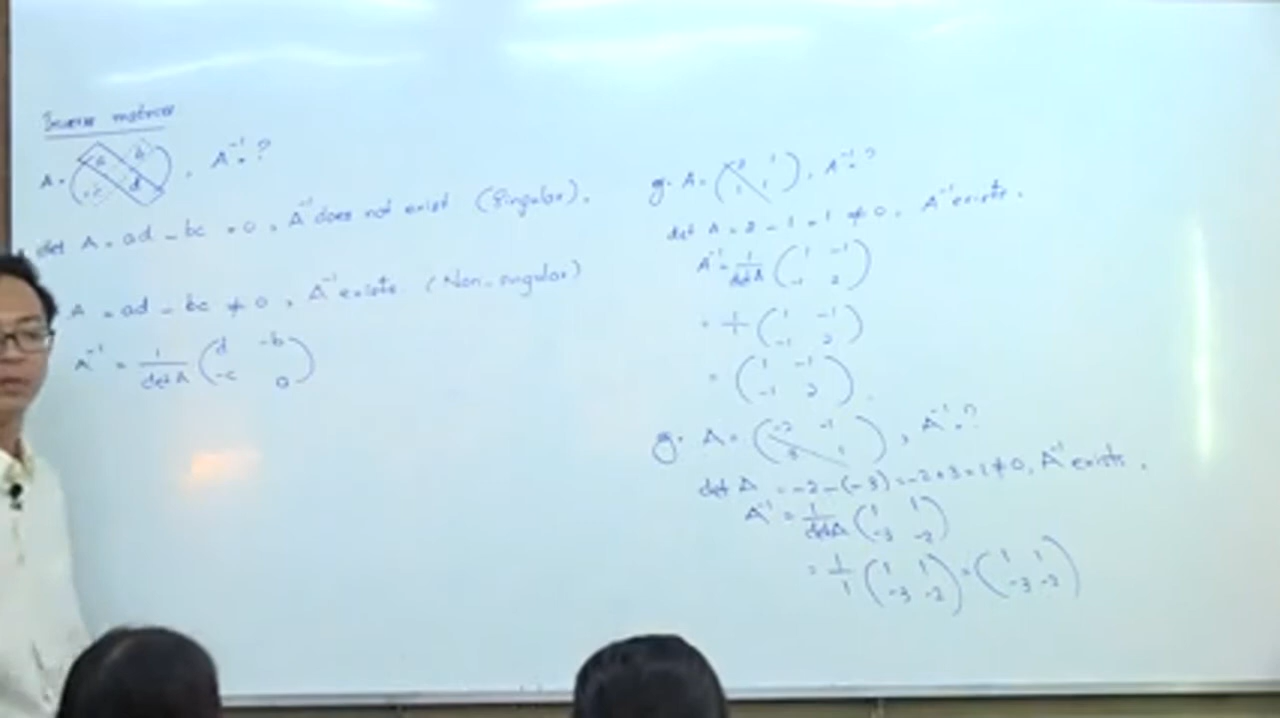 Inverse matrices
A = ( a b ; -c d ), A⁻¹ = ?
det A = ad - bc = 0, A⁻¹ does not exist (Singular).
A = ad - bc ≠ 0, A⁻¹ exists (Non-singular)
A⁻¹ = 1/det A ( d -b ; -c a )
eg. A = ( 2 1 ; 1 1 ), A⁻¹ = ?
det A = 2 - 1 = 1 ≠ 0, A⁻¹ exists.
A⁻¹ = 1/det A ( 1 -1 ; -1 2 )
= 1/1 ( 1 -1 ; -1 2 )
= ( 1 -1 ; -1 2 ).
eg. A = ( -2 -1 ; 3 1 ), A⁻¹ = ?
det A = -2 - (-3) = -2+3 = 1 ≠ 0, A⁻¹ exists.
A⁻¹ = 1/det A ( 1 1 ; -3 -2 )
= 1/1 ( 1 1 ; -3 -2 ) = ( 1 1 ; -3 -2 )